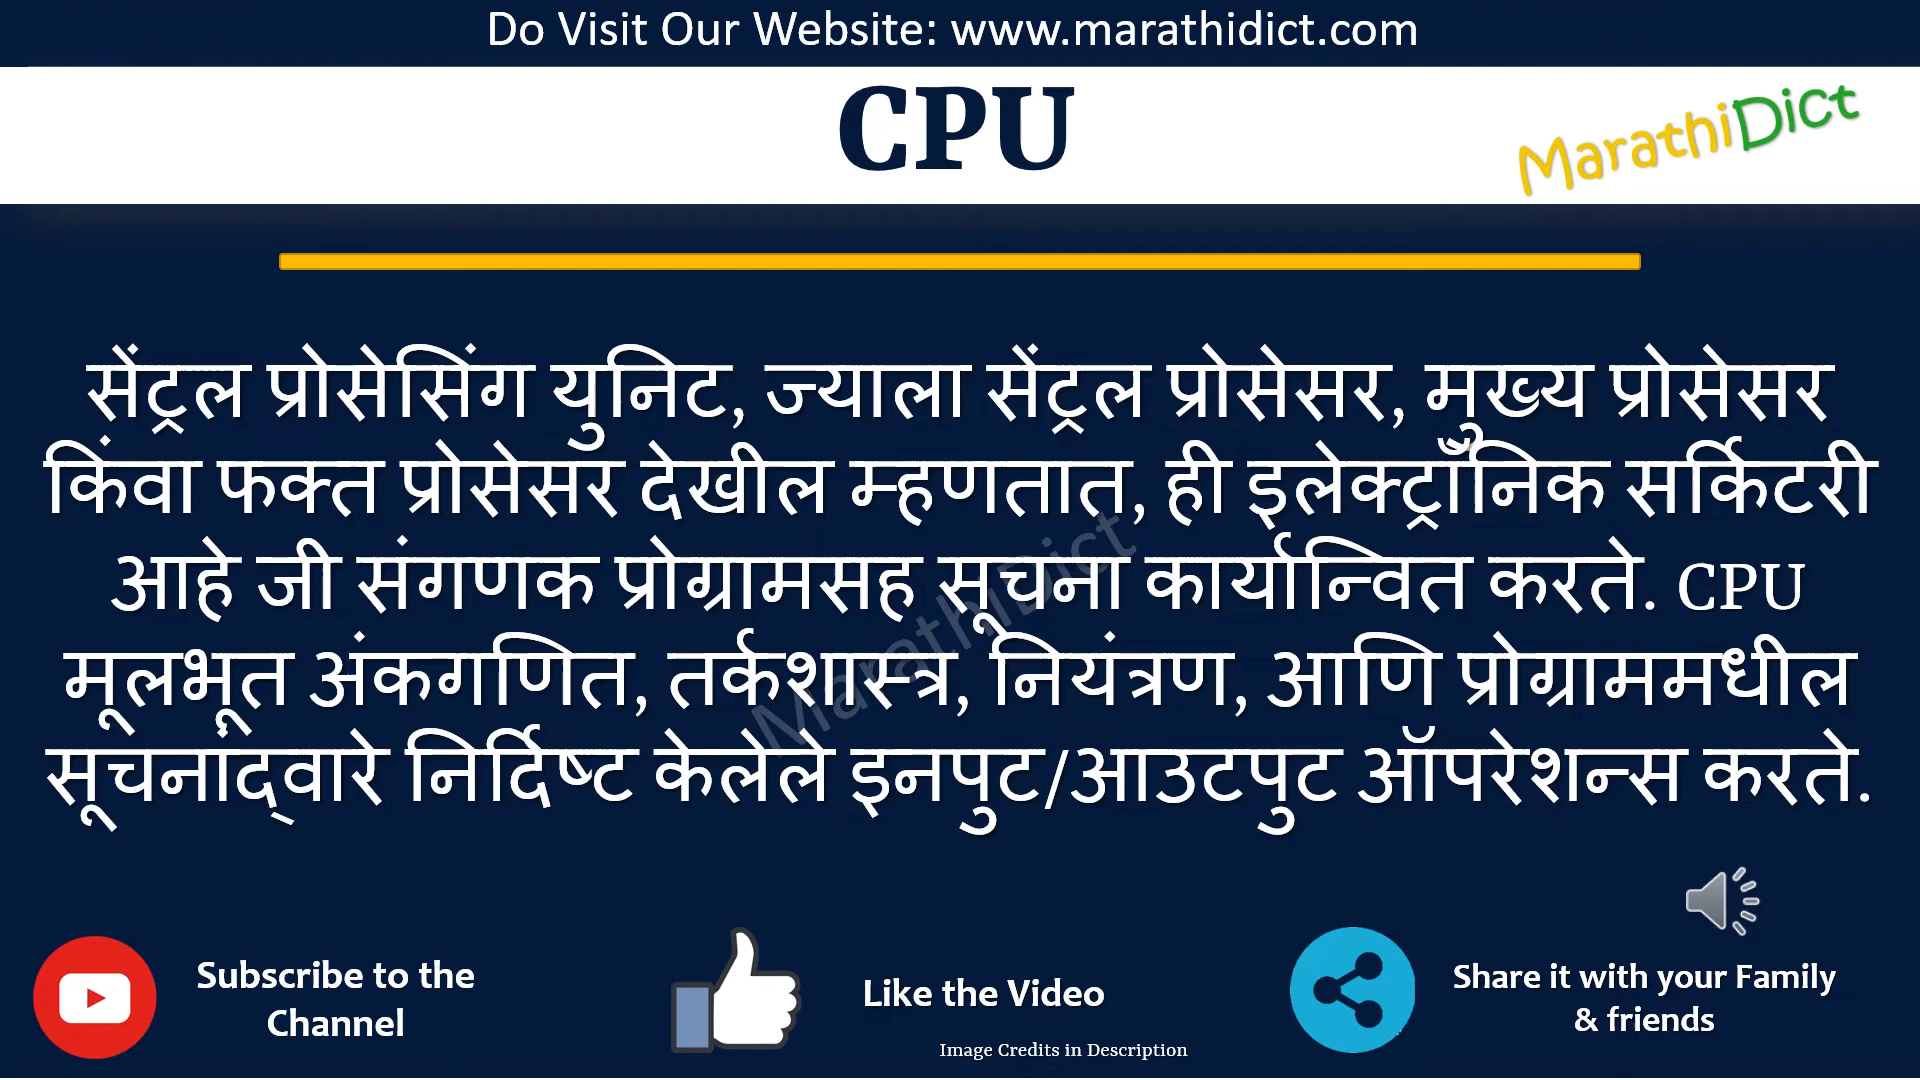 Do Visit Our Website: www.marathidict.com
CPU
MarathiDict
सेंट्रल प्रोसेसिंग युनिट, ज्याला सेंट्रल प्रोसेसर, मुख्य प्रोसेसर
किंवा फक्त प्रोसेसर देखील म्हणतात, ही इलेक्ट्रॉनिक सर्किटरी
आहे जी संगणक प्रोग्रामसह सूचना कार्यान्वित करते. CPU
मूलभूत अंकगणित, तर्कशास्त्र, नियंत्रण, आणि प्रोग्राममधील
सूचनांद्वारे निर्दिष्ट केलेले इनपुट/आउटपुट ऑपरेशन्स करते.
MarathiDict
Subscribe to the
Channel
Like the Video
Share it with your Family
& friends
Image Credits in Description